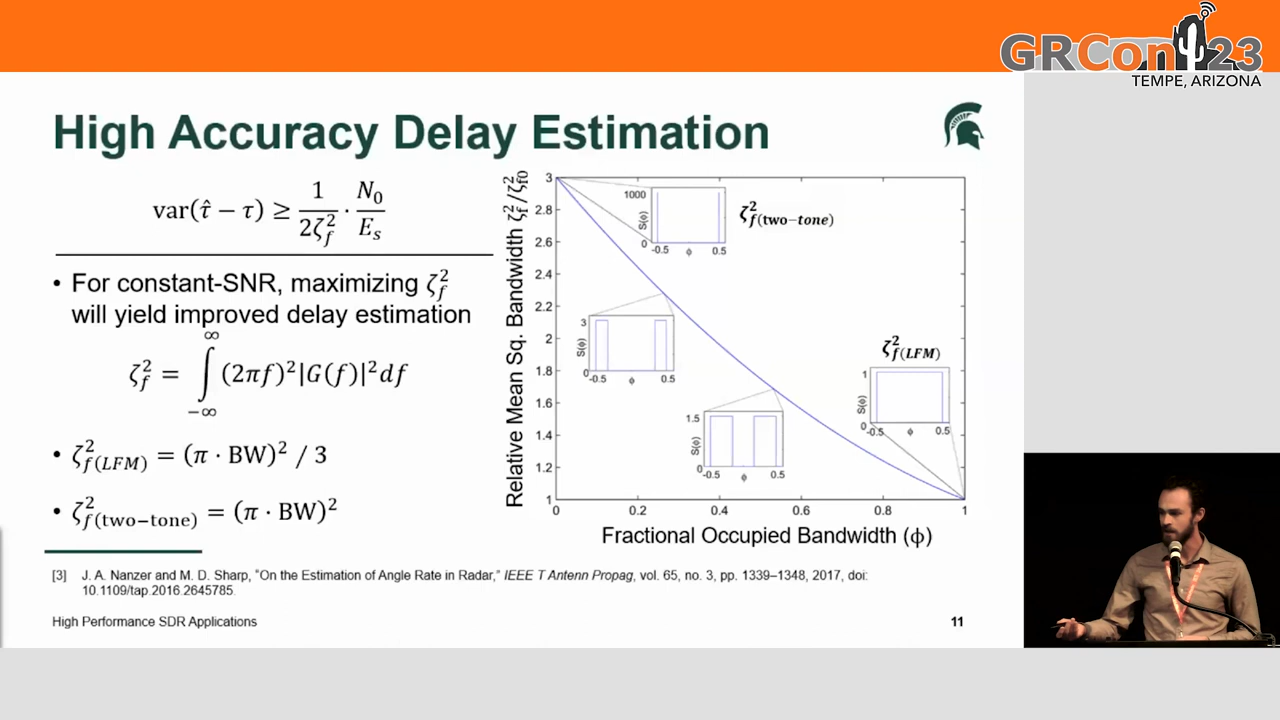 GRCon 23
TEMPE, ARIZONA
High Accuracy Delay Estimation
var(τ̂ − τ) ≥ 1/2ζ_f² · N₀/E_s
• For constant-SNR, maximizing ζ_f²
will yield improved delay estimation
ζ_f² = ∫_{−∞}^{∞} (2πf)²|G(f)|²df
• ζ²_f(LFM) = (π · BW)² / 3
• ζ²_f(two−tone) = (π · BW)²
Relative Mean Sq. Bandwidth ζ_f²/ζ_f0²
3
2.8
2.6
2.4
2.2
2
1.8
1.6
1.4
1.2
1
0 0.2 0.4 0.6 0.8 1
Fractional Occupied Bandwidth (ϕ)
1000
S(ϕ)
0
-0.5 ϕ 0.5
ζ²_f(two−tone)
3
S(ϕ)
0
-0.5 ϕ 0.5
1.5
S(ϕ)
0
-0.5 ϕ 0.5
ζ²_f(LFM)
1
S(ϕ)
0
-0.5 ϕ 0.5
[3] J. A. Nanzer and M. D. Sharp, “On the Estimation of Angle Rate in Radar,” IEEE T Antenn Propag, vol. 65, no. 3, pp. 1339–1348, 2017, doi:
10.1109/tap.2016.2645785.
High Performance SDR Applications 11